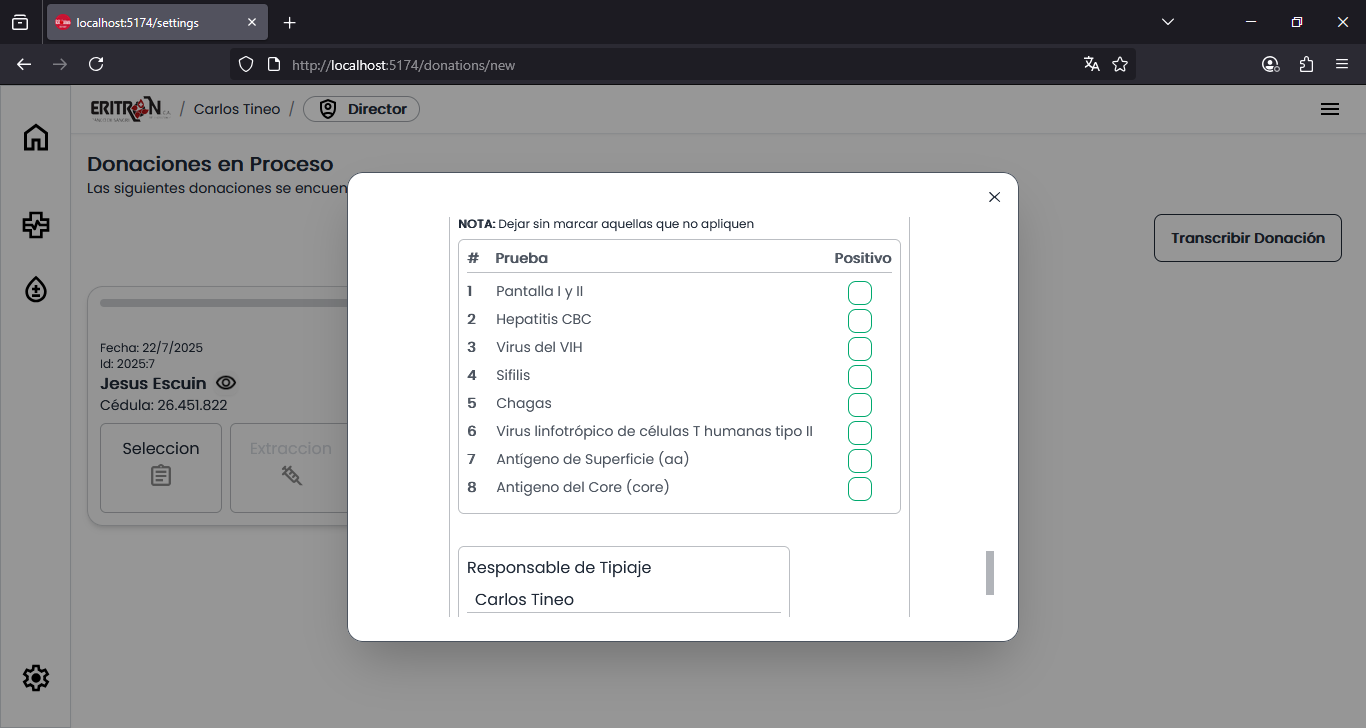 localhost:5174/settings
http://localhost:5174/donations/new
ERITRON / Carlos Tineo / Director
Donaciones en Proceso
Las siguientes donaciones se encuen
Transcribir Donación
Fecha: 22/7/2025
Id: 2025:7
Jesus Escuin
Cédula: 26.451.822
Seleccion
Extraccion
NOTA: Dejar sin marcar aquellas que no apliquen
# Prueba Positivo
1 Pantalla I y II
2 Hepatitis CBC
3 Virus del VIH
4 Sifilis
5 Chagas
6 Virus linfotrópico de células T humanas tipo II
7 Antígeno de Superficie (aa)
8 Antigeno del Core (core)
Responsable de Tipiaje
Carlos Tineo